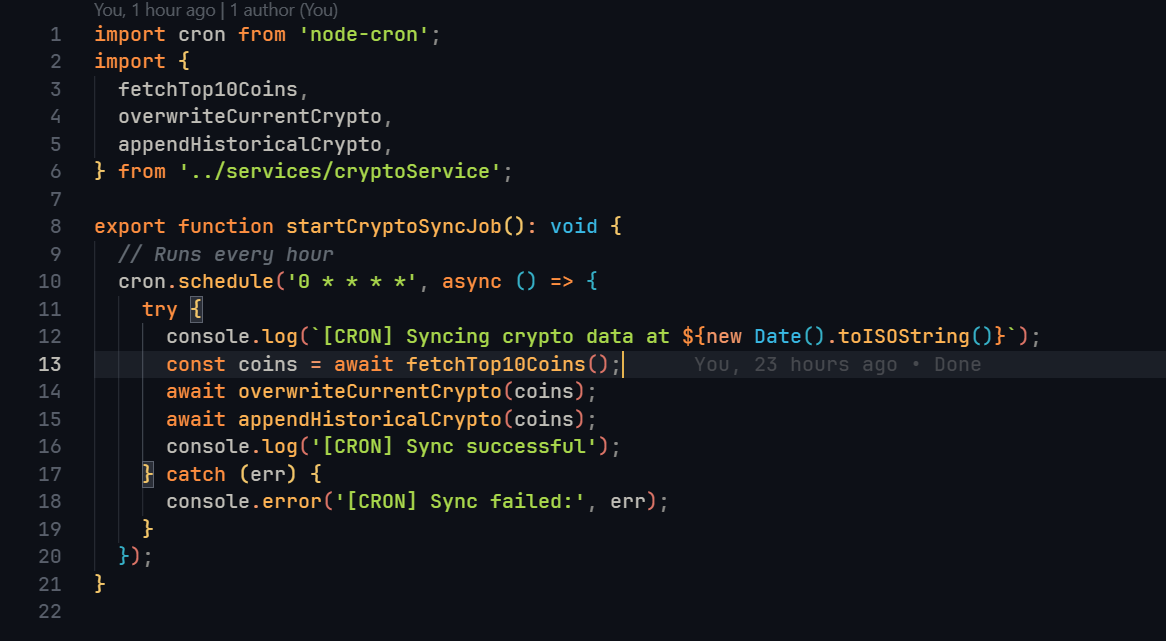 You, 1 hour ago | 1 author (You)
1 import cron from 'node-cron';
2 import {
3   fetchTop10Coins,
4   overwriteCurrentCrypto,
5   appendHistoricalCrypto,
6 } from '../services/cryptoService';
7
8 export function startCryptoSyncJob(): void {
9   // Runs every hour
10   cron.schedule('0 * * * *', async () => {
11     try {
12       console.log(`[CRON] Syncing crypto data at ${new Date().toISOString()}`);
13       const coins = await fetchTop10Coins(); You, 23 hours ago • Done
14       await overwriteCurrentCrypto(coins);
15       await appendHistoricalCrypto(coins);
16       console.log('[CRON] Sync successful');
17     } catch (err) {
18       console.error('[CRON] Sync failed:', err);
19     }
20   });
21 }
22